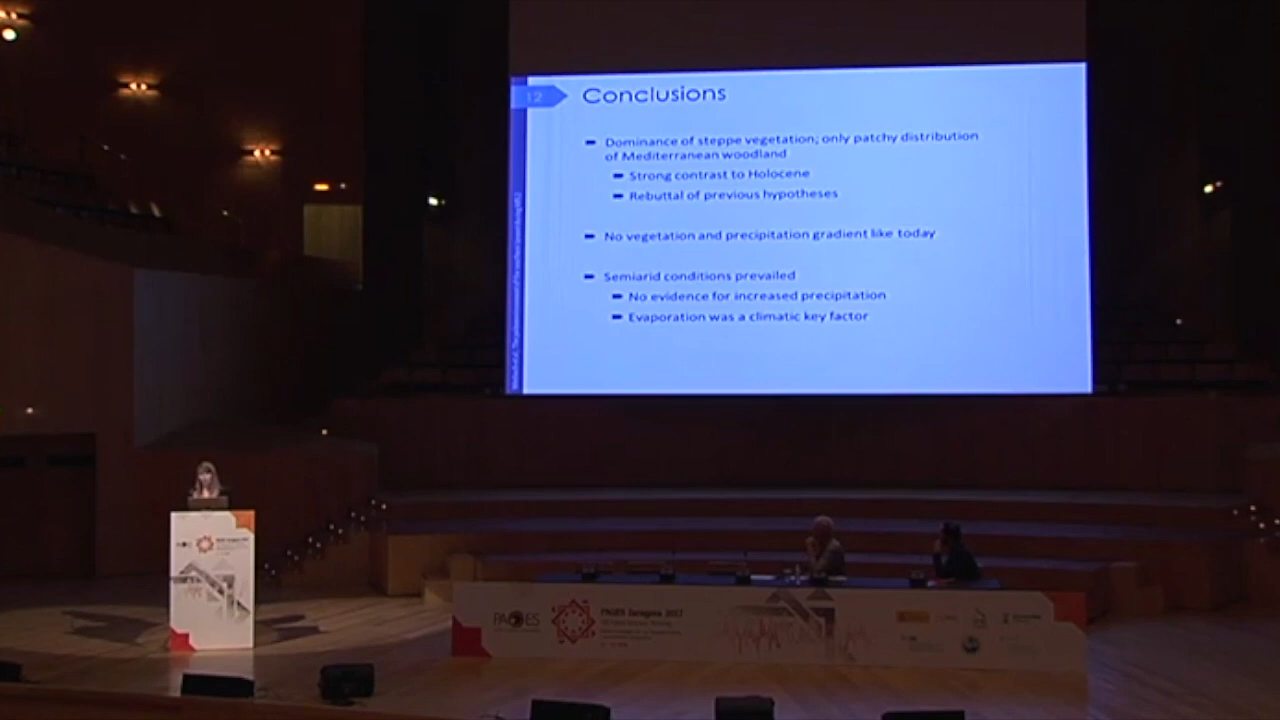 12
Conclusions
Dominance of steppe vegetation; only patchy distribution
of Mediterranean woodland
Strong contrast to Holocene
Rebuttal of previous hypotheses
No vegetation and precipitation gradient like today
Semiarid conditions prevailed
No evidence for increased precipitation
Evaporation was a climatic key factor
PAGES
PAGES Zaragoza 2017